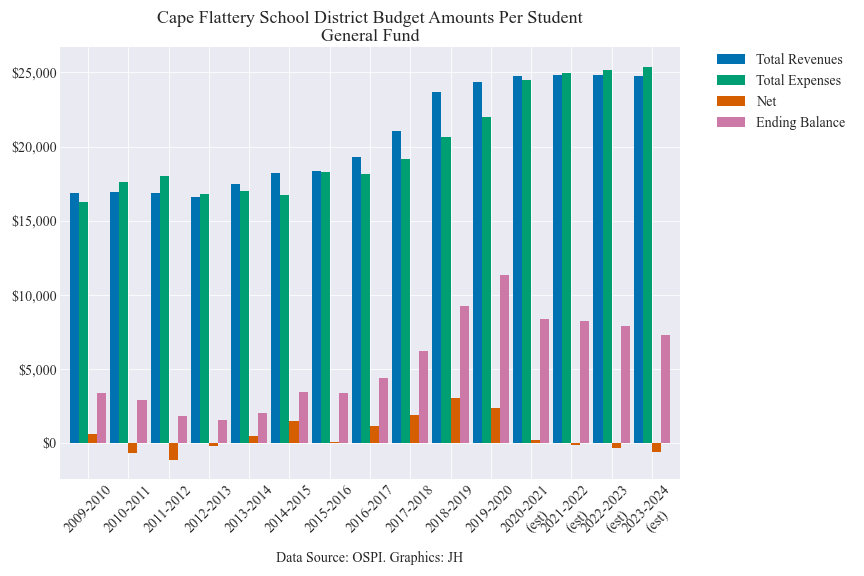 Cape Flattery School District Budget Amounts Per Student
General Fund
Total Revenues
Total Expenses
Net
Ending Balance
$25,000
$20,000
$15,000
$10,000
$5,000
$0
2009-2010
2010-2011
2011-2012
2012-2013
2013-2014
2014-2015
2015-2016
2016-2017
2017-2018
2018-2019
2019-2020
2020-2021
(est)
2021-2022
(est)
2022-2023
(est)
2023-2024
(est)
Data Source: OSPI. Graphics: JH